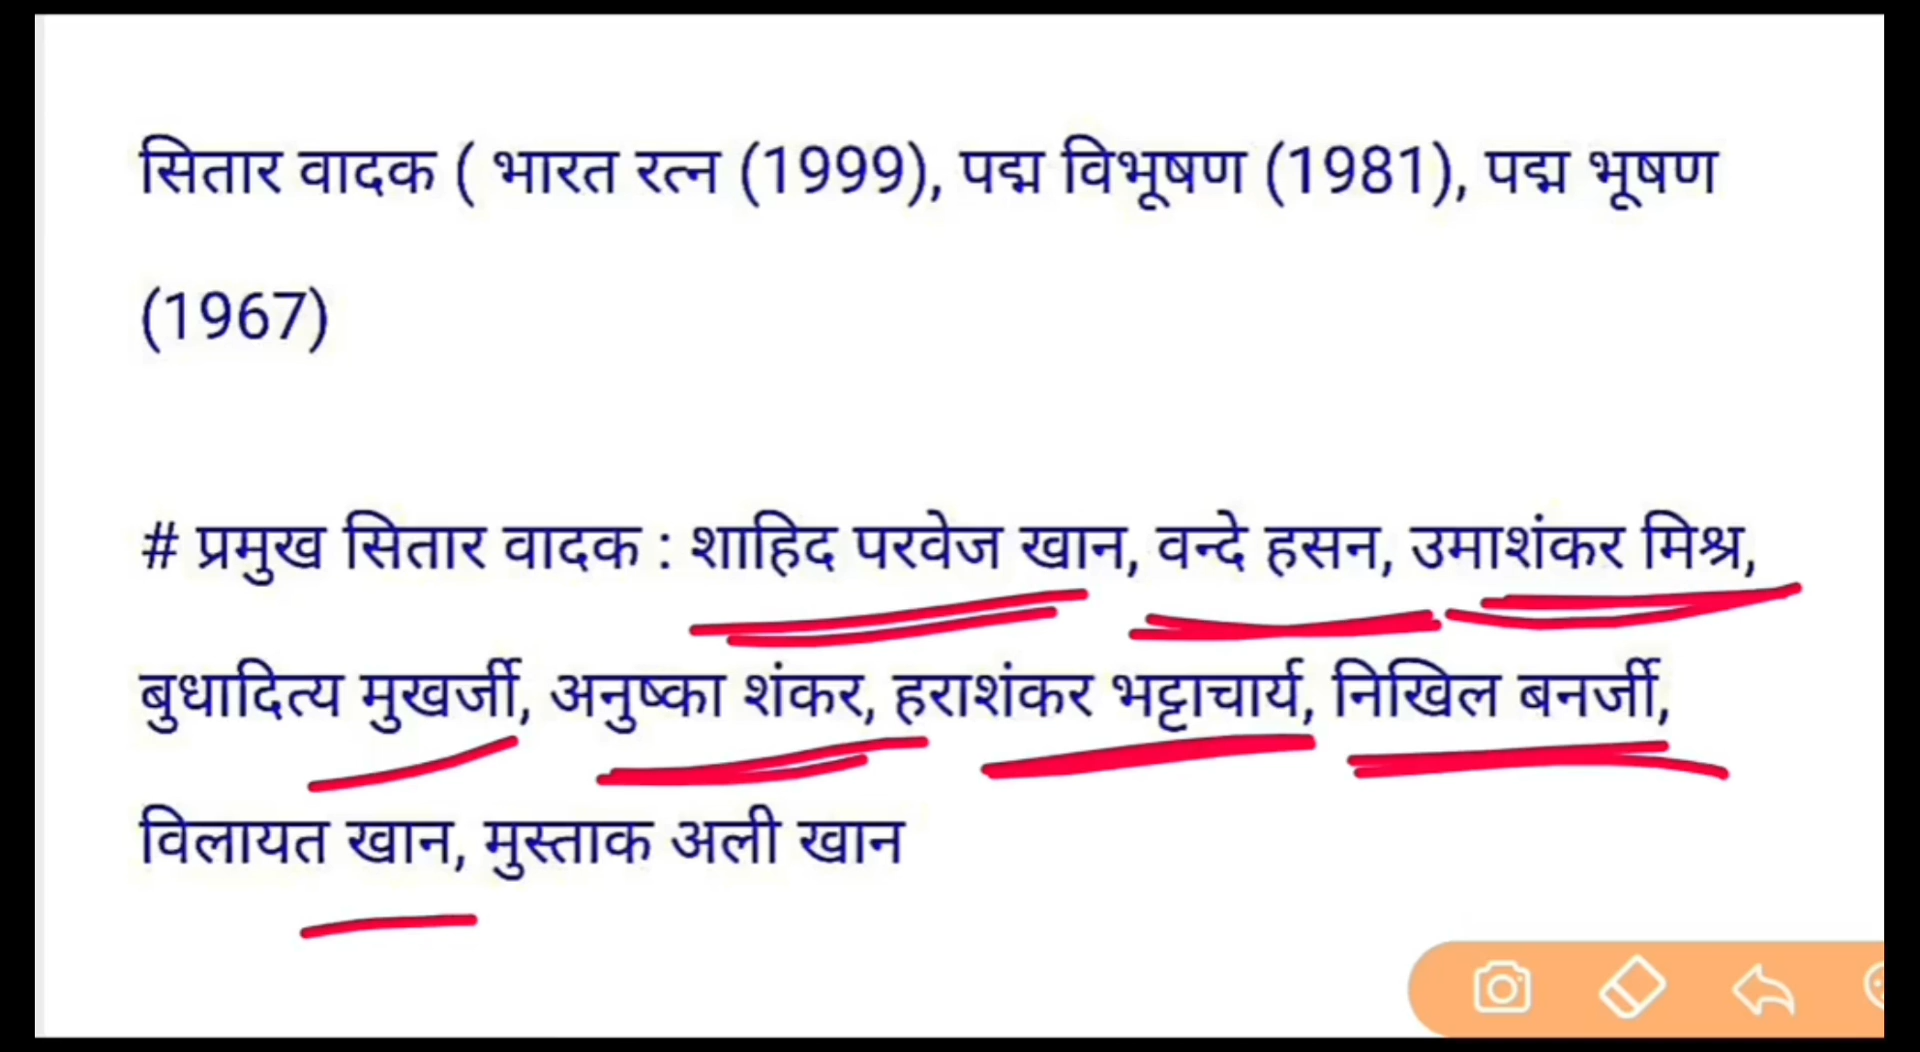 सितार वादक ( भारत रत्न (1999), पद्म विभूषण (1981), पद्म भूषण
(1967)
# प्रमुख सितार वादक : शाहिद परवेज खान, वन्दे हसन, उमाशंकर मिश्र,
बुधादित्य मुखर्जी, अनुष्का शंकर, हराशंकर भट्टाचार्य, निखिल बनर्जी,
विलायत खान, मुस्ताक अली खान